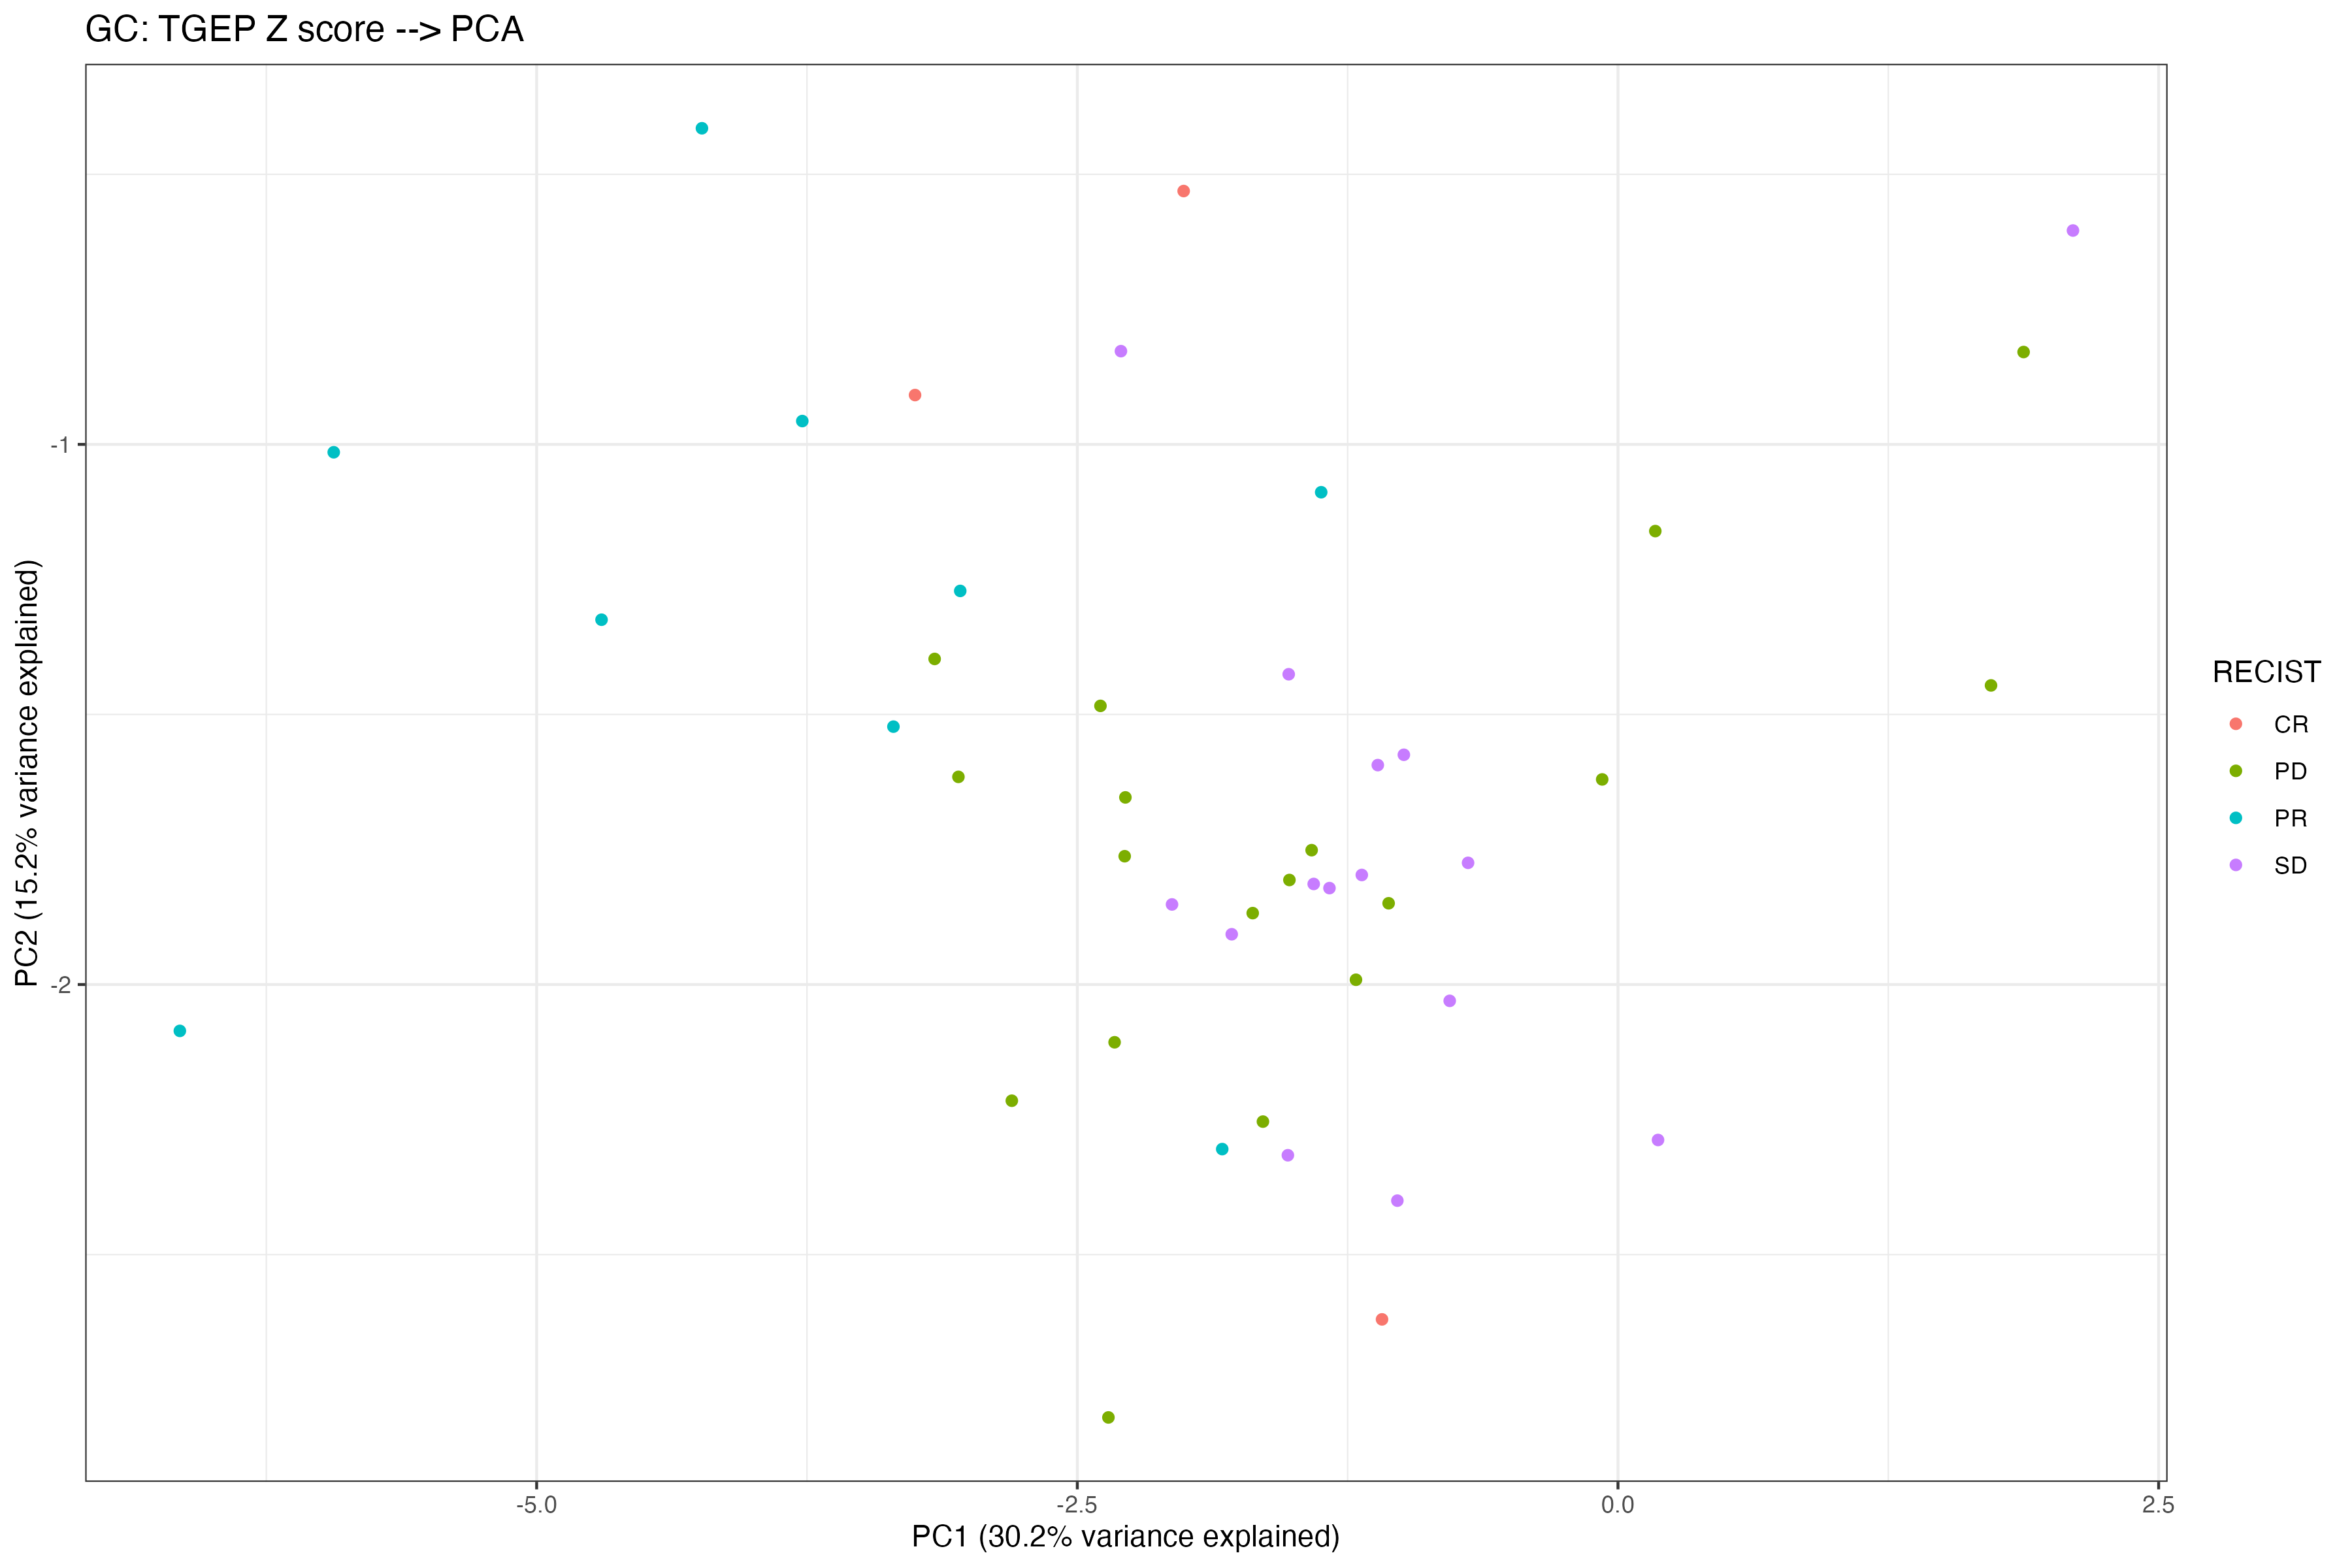 GC: TGEP Z score --> PCA
PC2 (15.2% variance explained)
-1
-2
-5.0
-2.5
0.0
2.5
PC1 (30.2% variance explained)
RECIST
CR
PD
PR
SD